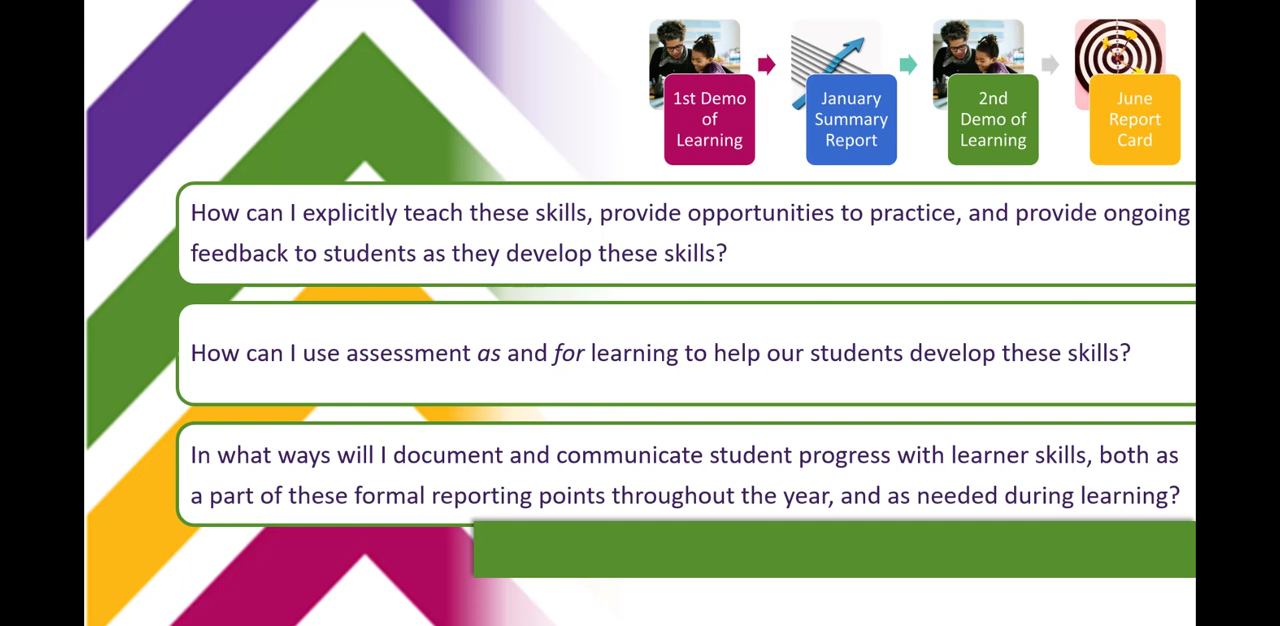 1st Demo
of
Learning
January
Summary
Report
2nd
Demo of
Learning
June
Report
Card
How can I explicitly teach these skills, provide opportunities to practice, and provide ongoing
feedback to students as they develop these skills?
How can I use assessment as and for learning to help our students develop these skills?
In what ways will I document and communicate student progress with learner skills, both as
a part of these formal reporting points throughout the year, and as needed during learning?